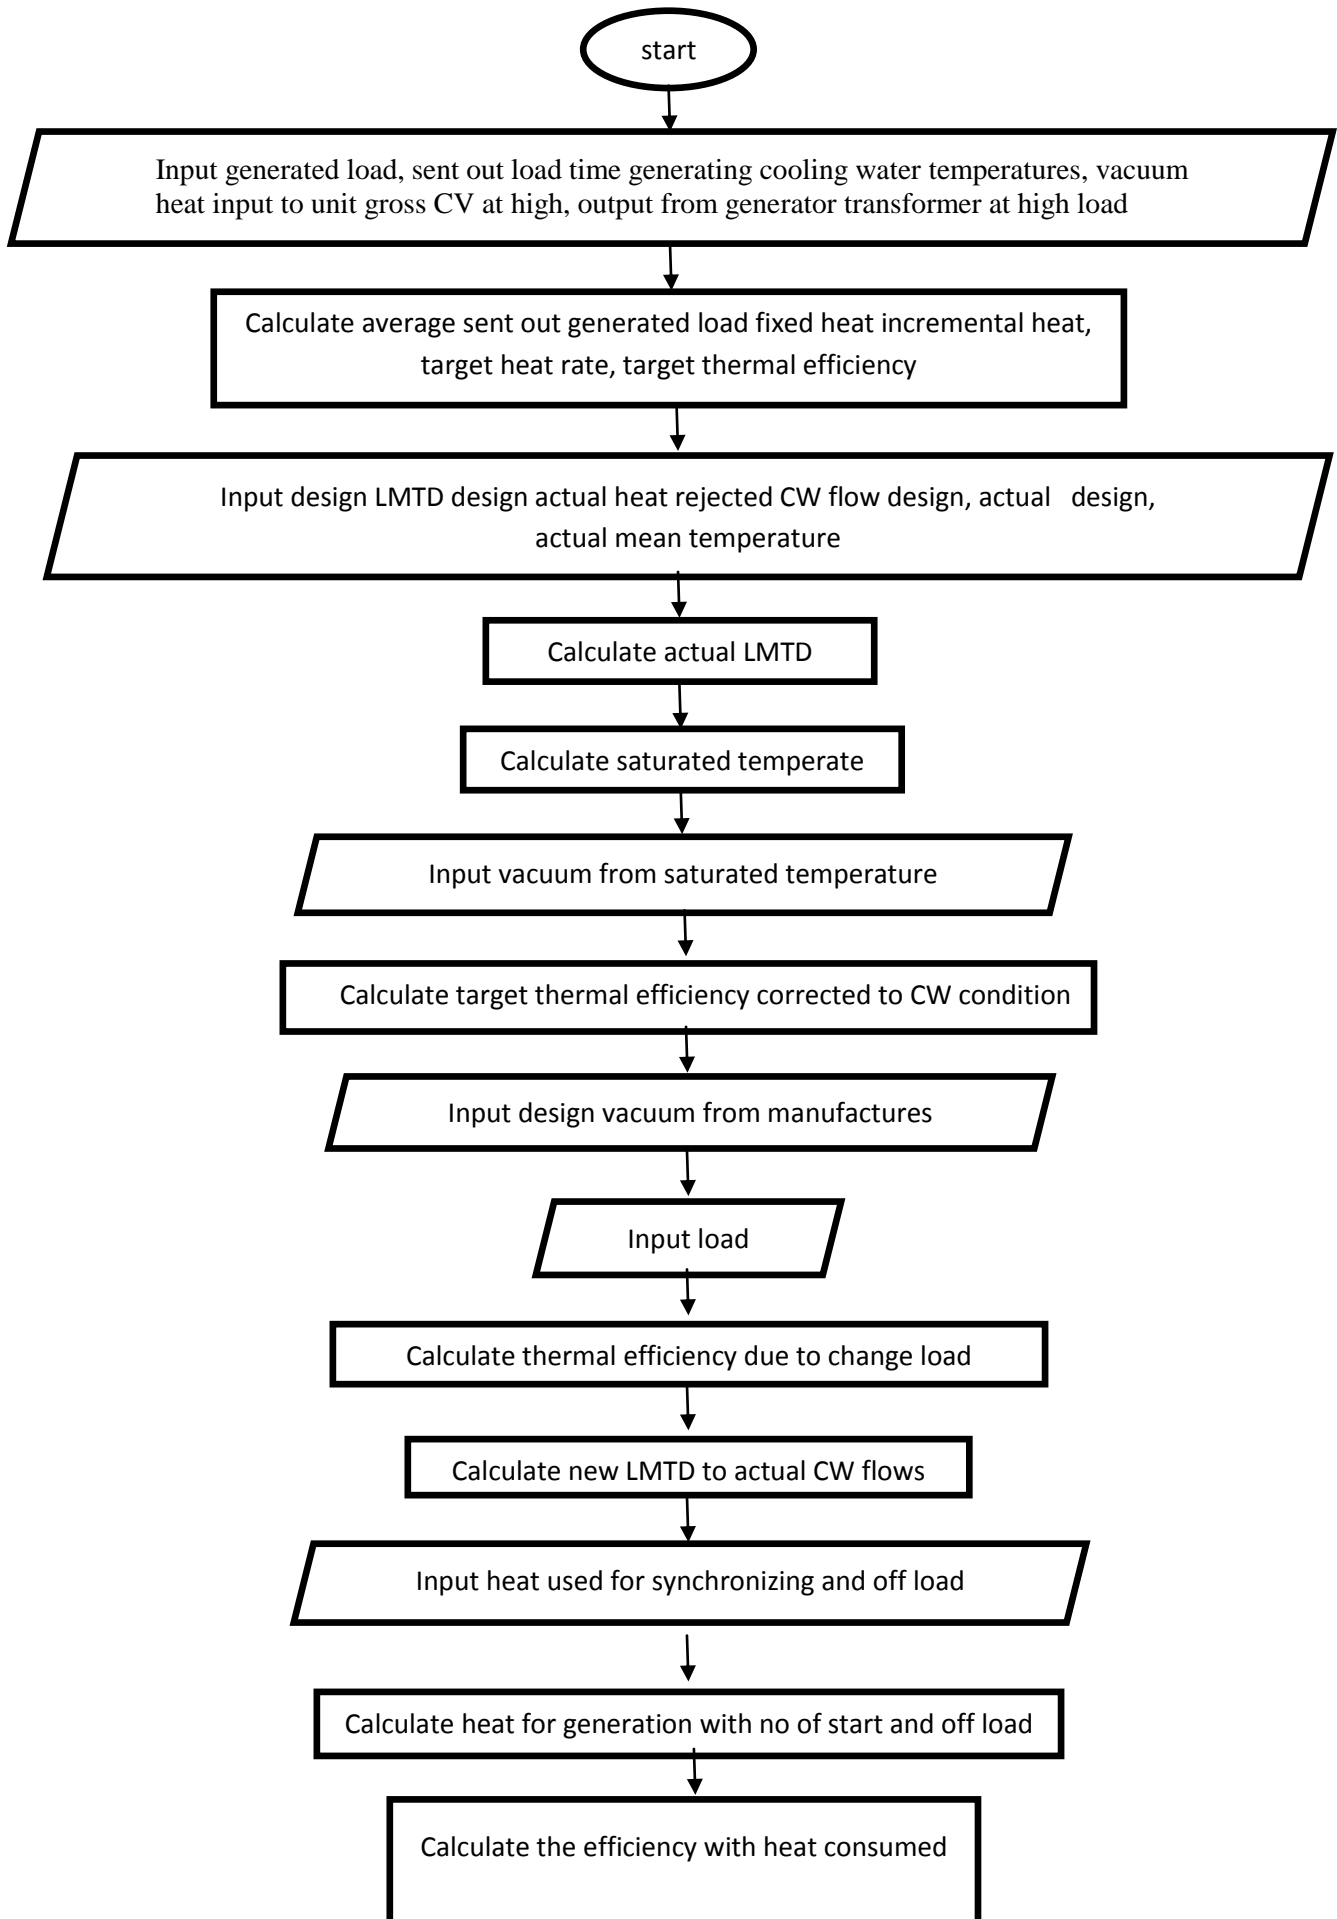 start
Input generated load, sent out load time generating cooling water temperatures, vacuum
heat input to unit gross CV at high, output from generator transformer at high load
Calculate average sent out generated load fixed heat incremental heat,
target heat rate, target thermal efficiency
Input design LMTD design actual heat rejected CW flow design, actual design,
actual mean temperature
Calculate actual LMTD
Calculate saturated temperate
Input vacuum from saturated temperature
Calculate target thermal efficiency corrected to CW condition
Input design vacuum from manufactures
Input load
Calculate thermal efficiency due to change load
Calculate new LMTD to actual CW flows
Input heat used for synchronizing and off load
Calculate heat for generation with no of start and off load
Calculate the efficiency with heat consumed